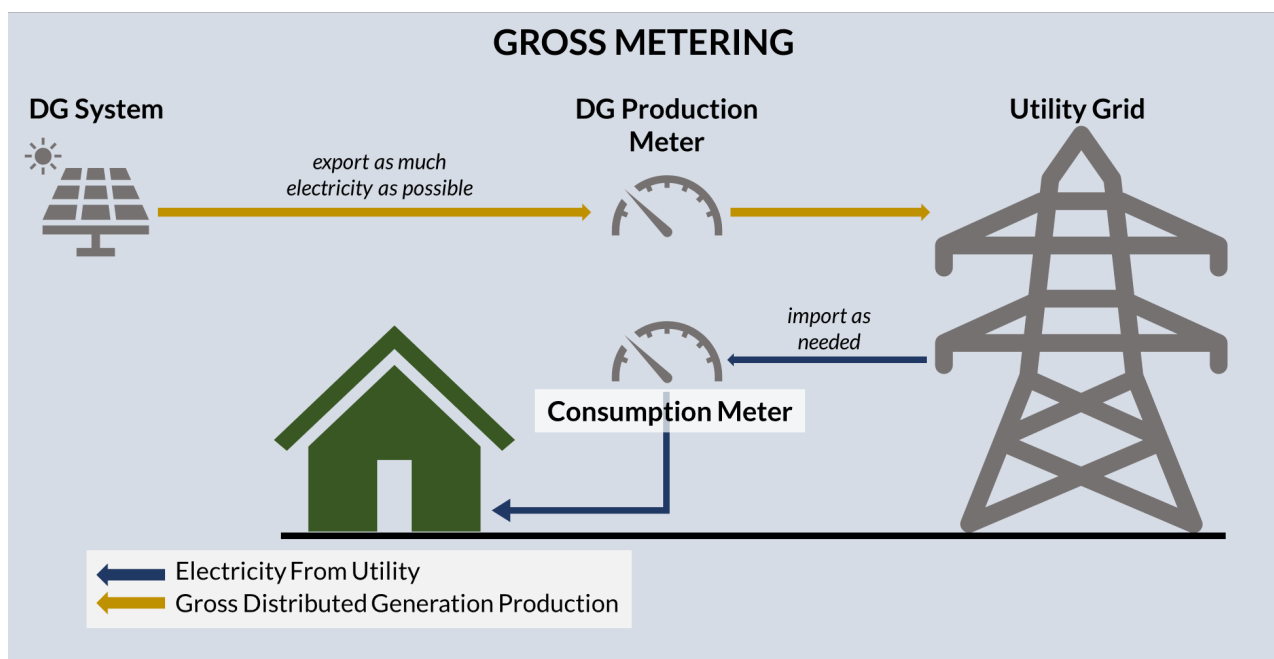 GROSS METERING
DG System
DG Production
Meter
Utility Grid
export as much
electricity as possible
import as
needed
Consumption Meter
Electricity From Utility
Gross Distributed Generation Production